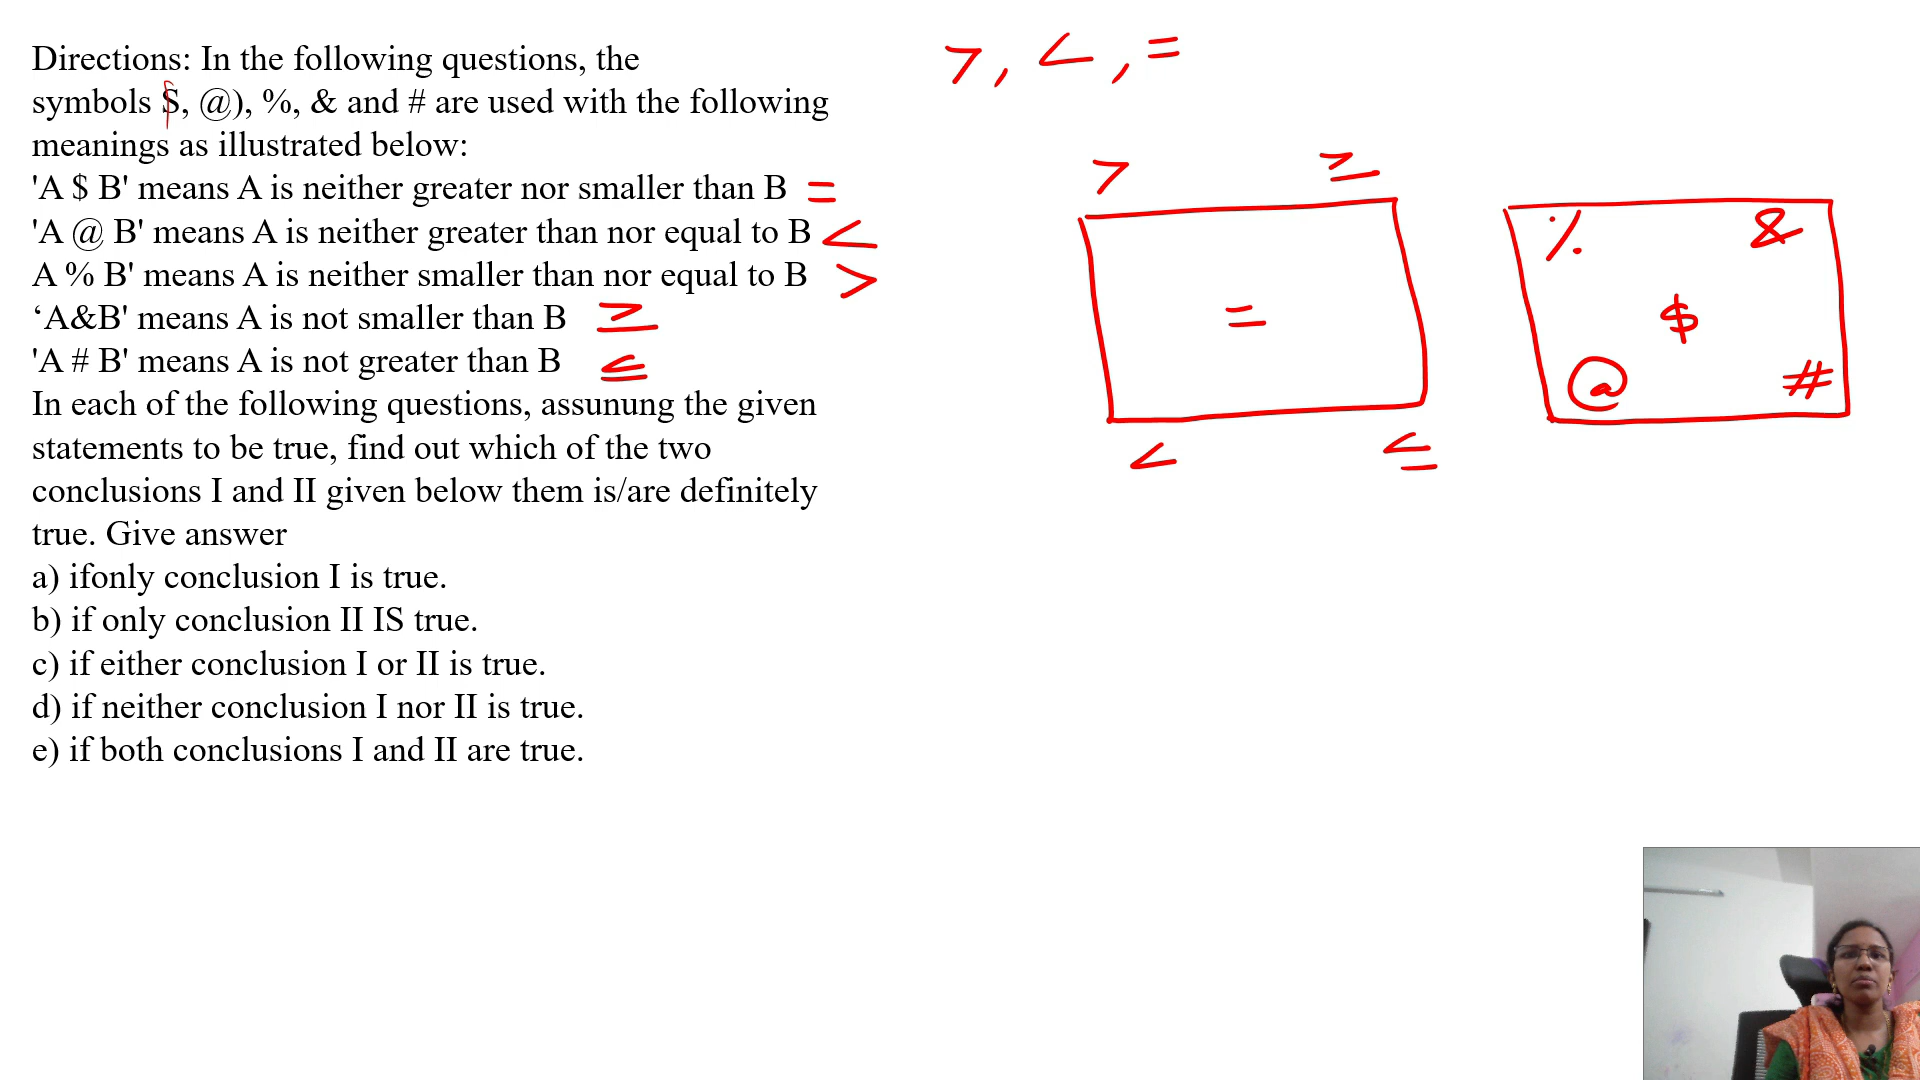 Directions: In the following questions, the
symbols $, @), %, & and # are used with the following
meanings as illustrated below:
'A $ B' means A is neither greater nor smaller than B =
'A @ B' means A is neither greater than nor equal to B <
A % B' means A is neither smaller than nor equal to B >
‘A&B' means A is not smaller than B ≥
'A # B' means A is not greater than B ≤
In each of the following questions, assunung the given
statements to be true, find out which of the two
conclusions I and II given below them is/are definitely
true. Give answer
a) ifonly conclusion I is true.
b) if only conclusion II IS true.
c) if either conclusion I or II is true.
d) if neither conclusion I nor II is true.
e) if both conclusions I and II are true.
>, <, =
> ≥
=
< ≤
% &
$
@ #